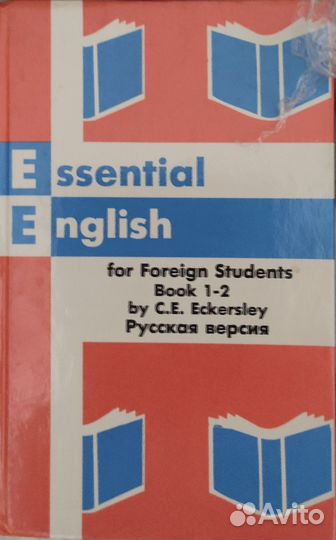 Essential
English
for Foreign Students
Book 1-2
by C.E. Eckersley
Русская версия
Avito